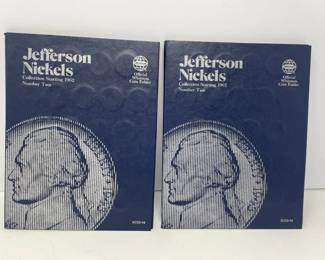 Jefferson
Nickels
Collection Starting 1962
Number Two
Official
Whitman
Coin Folder
Jefferson
Nickels
Collection Starting 1962
Number Two
Official
Whitman
Coin Folder